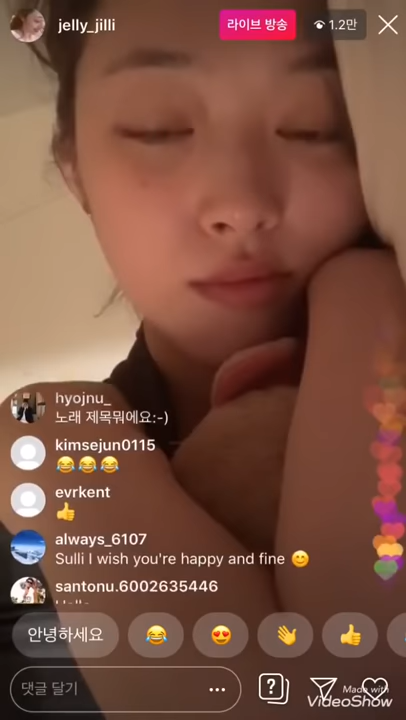 jelly_jilli
라이브 방송
1.2만
hyojnu_
노래 제목뭐에요:-)
kimsejun0115
😂😂😂
evrkent
👍
always_6107
Sulli I wish you're happy and fine 😊
santonu.6002635446
안녕하세요 😂 😍 👋 👍
댓글 달기
Made with
VideoShow